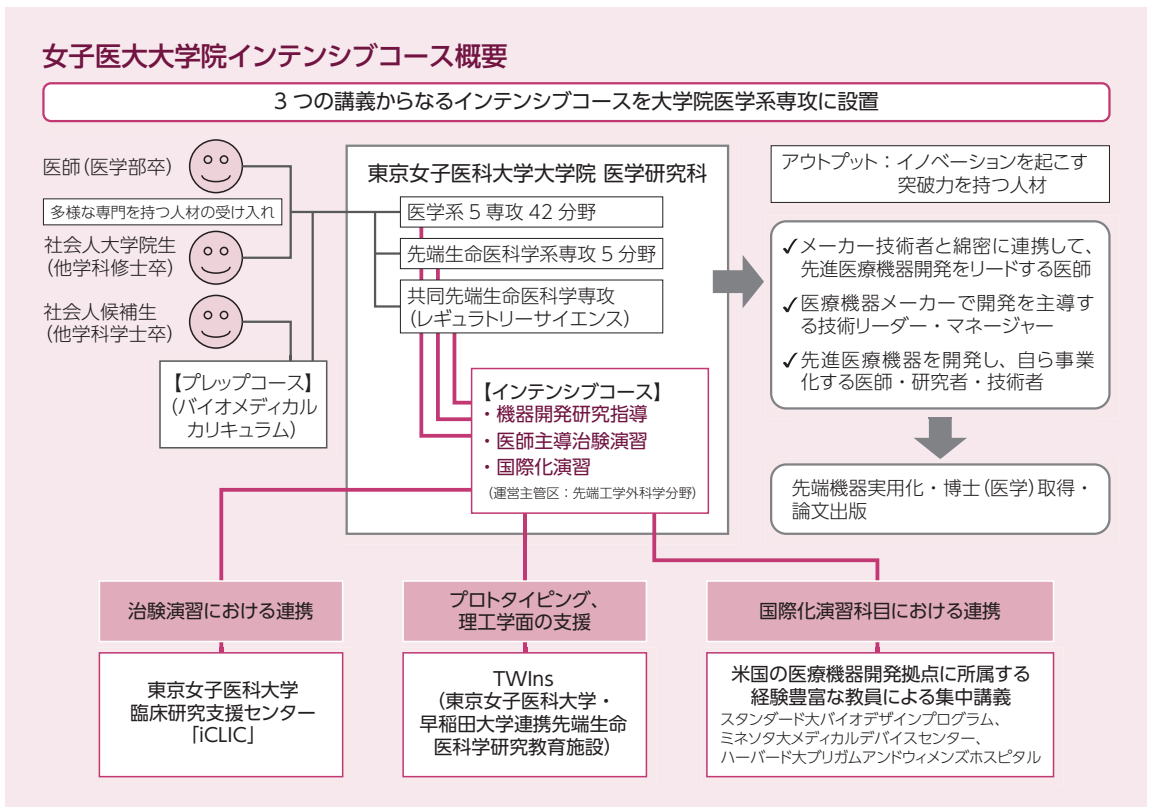 女子医大大学院インテンシブコース概要
3つの講義からなるインテンシブコースを大学院医学系専攻に設置
医師(医学部卒)
多様な専門を持つ人材の受け入れ
社会人大学院生
(他学科修士卒)
社会人候補生
(他学科学士卒)
【プレップコース】
(バイオメディカル
カリキュラム)
東京女子医科大学大学院 医学研究科
医学系5専攻42分野
先端生命医科学系専攻5分野
共同先端生命医科学専攻
(レギュラトリーサイエンス)
【インテンシブコース】
・機器開発研究指導
・医師主導治験演習
・国際化演習
(運営主管区:先端工学外科学分野)
アウトプット:イノベーションを起こす
突破力を持つ人材
✓メーカー技術者と綿密に連携して、
先進医療機器開発をリードする医師
✓医療機器メーカーで開発を主導す
る技術リーダー・マネージャー
✓先進医療機器を開発し、自ら事業
化する医師・研究者・技術者
先端機器実用化・博士(医学)取得・
論文出版
治験演習における連携
東京女子医科大学
臨床研究支援センター
「iCLIC」
プロトタイピング、
理工学面の支援
TWIns
(東京女子医科大学・
早稲田大学連携先端生命
医科学研究教育施設)
国際化演習科目における連携
米国の医療機器開発拠点に所属する
経験豊富な教員による集中講義
スタンダード大バイオデザインプログラム、
ミネソタ大メディカルデバイスセンター、
ハーバード大ブリガムアンドウィメンズホスピタル